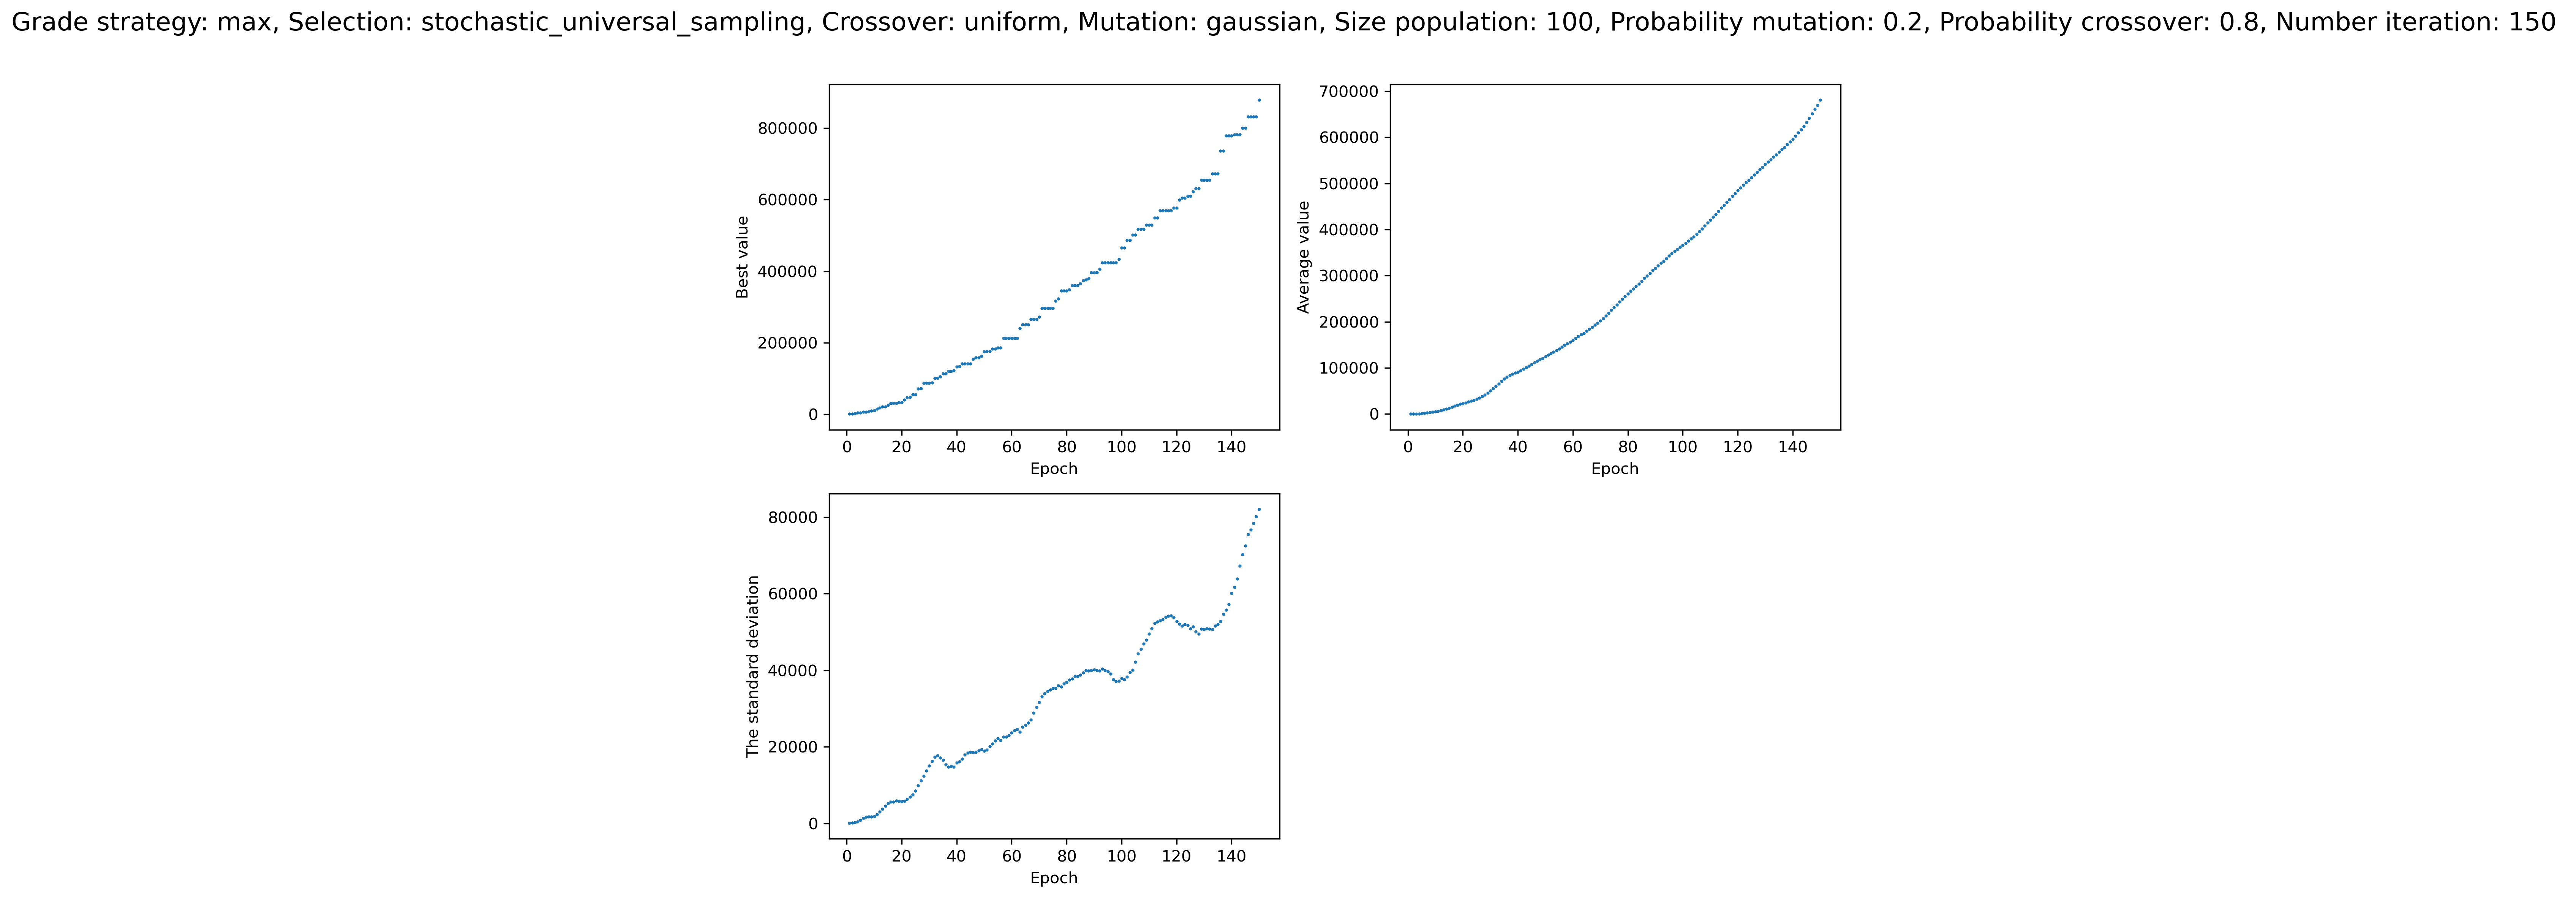 Grade strategy: max, Selection: stochastic_universal_sampling, Crossover: uniform, Mutation: gaussian, Size population: 100, Probability mutation: 0.2, Probability crossover: 0.8, Number iteration: 150
Best value
800000
600000
400000
200000
0
0 20 40 60 80 100 120 140
Epoch
Average value
700000
600000
500000
400000
300000
200000
100000
0
0 20 40 60 80 100 120 140
Epoch
The standard deviation
80000
60000
40000
20000
0
0 20 40 60 80 100 120 140
Epoch